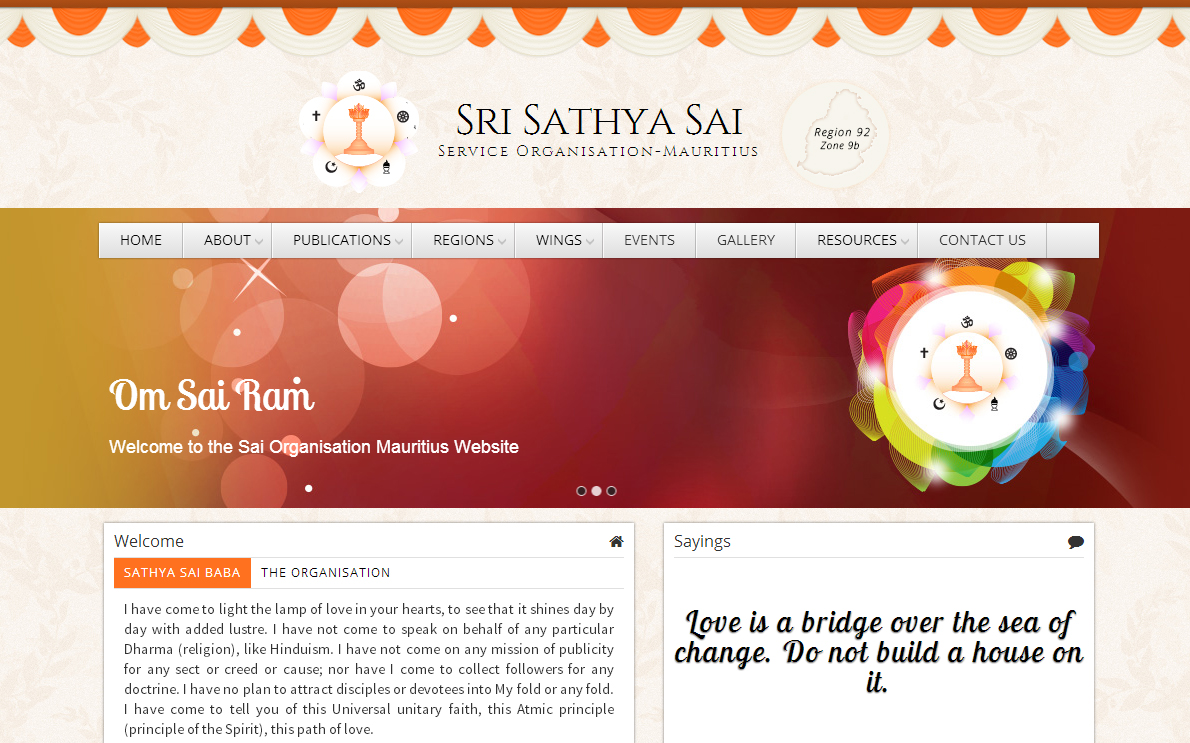 SRI SATHYA SAI
SERVICE ORGANISATION-MAURITIUS
Region 92
Zone 9b
HOME ABOUT PUBLICATIONS REGIONS WINGS EVENTS GALLERY RESOURCES CONTACT US
Om Sai Ram
Welcome to the Sai Organisation Mauritius Website
Welcome
SATHYA SAI BABA THE ORGANISATION
I have come to light the lamp of love in your hearts, to see that it shines day by
day with added lustre. I have not come to speak on behalf of any particular
Dharma (religion), like Hinduism. I have not come on any mission of publicity
for any sect or creed or cause; nor have I come to collect followers for any
doctrine. I have no plan to attract disciples or devotees into My fold or any fold.
I have come to tell you of this Universal unitary faith, this Atmic principle
(principle of the Spirit), this path of love.
Sayings
Love is a bridge over the sea of
change. Do not build a house on
it.